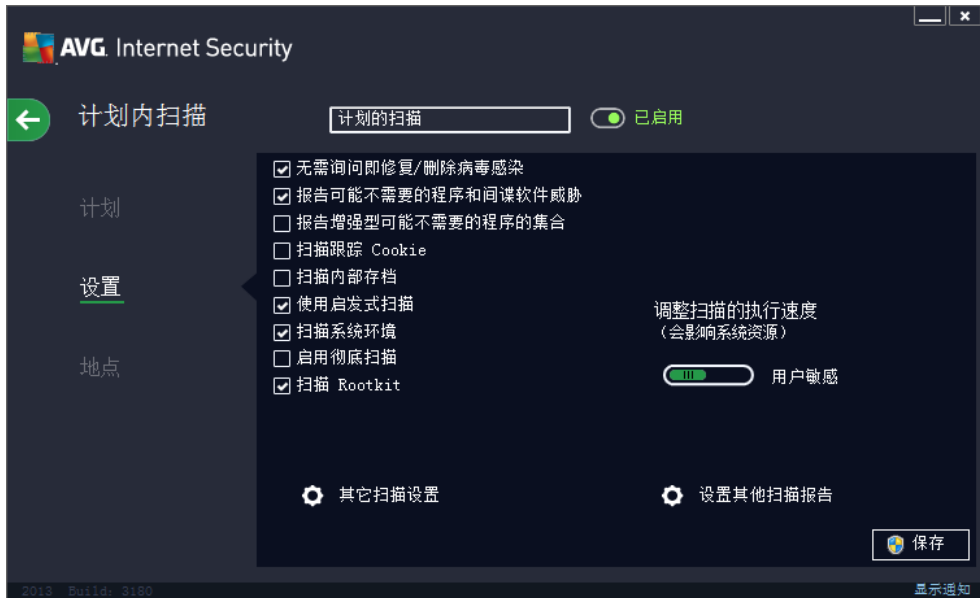 AVG. Internet Security
计划内扫描
计划的扫描
已启用
计划
设置
地点
无需询问即修复/删除病毒感染
报告可能不需要的程序和间谍软件威胁
报告增强型可能不需要的程序的集合
扫描跟踪 Cookie
扫描内部存档
使用启发式扫描
扫描系统环境
启用彻底扫描
扫描 Rootkit
调整扫描的执行速度
（会影响系统资源）
用户敏感
其它扫描设置
设置其他扫描报告
保存
2013 Build: 3180
显示通知